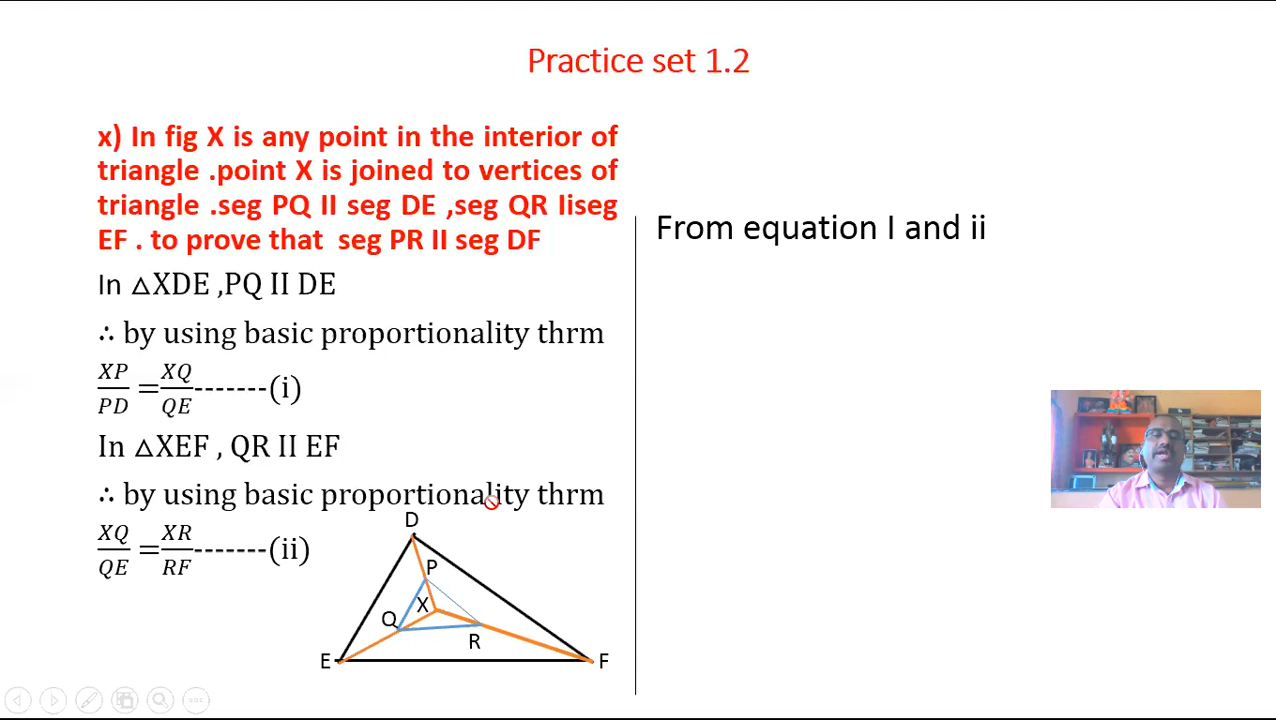 Practice set 1.2
x) In fig X is any point in the interior of
triangle .point X is joined to vertices of
triangle .seg PQ II seg DE ,seg QR Iiseg
EF . to prove that seg PR II seg DF
In △XDE ,PQ II DE
∴ by using basic proportionality thrm
XP/PD =XQ/QE-------(i)
In △XEF , QR II EF
∴ by using basic proportionality thrm
XQ/QE =XR/RF-------(ii)
D
P
X
Q
R
E
F
From equation I and ii